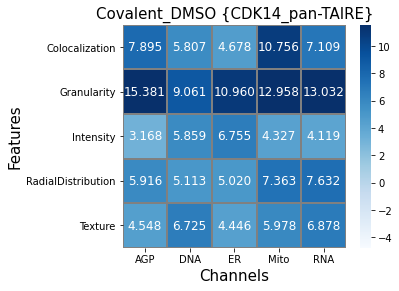 Covalent_DMSO {CDK14_pan-TAIRE}
Features
Colocalization 7.895 5.807 4.678 10.756 7.109
Granularity 15.381 9.061 10.960 12.958 13.032
Intensity 3.168 5.859 6.755 4.327 4.119
RadialDistribution 5.916 5.113 5.020 7.363 7.632
Texture 4.548 6.725 4.446 5.978 6.878
AGP DNA ER Mito RNA
Channels
10
8
6
4
2
0
−2
−4